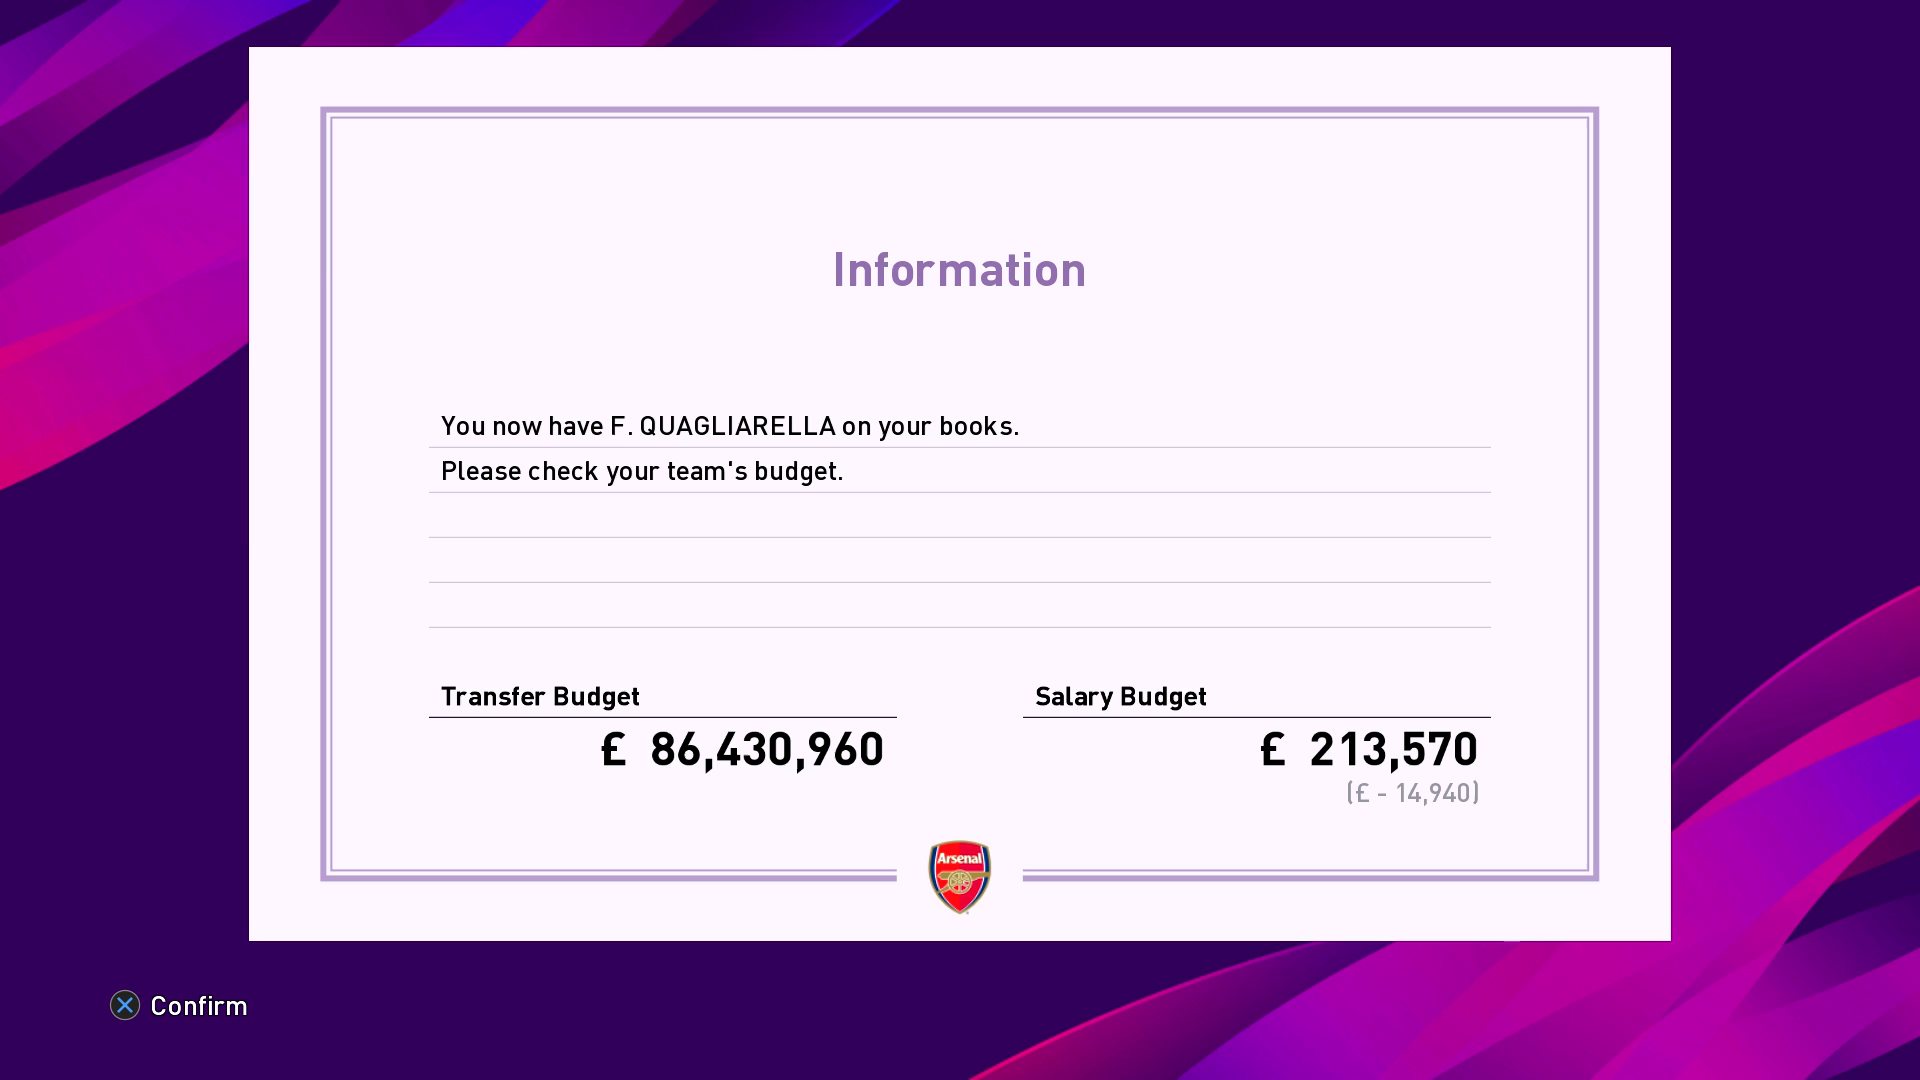 Information
You now have F. QUAGLIARELLA on your books.
Please check your team's budget.
Transfer Budget
£ 86,430,960
Salary Budget
£ 213,570
(£ - 14,940)
Arsenal
Confirm